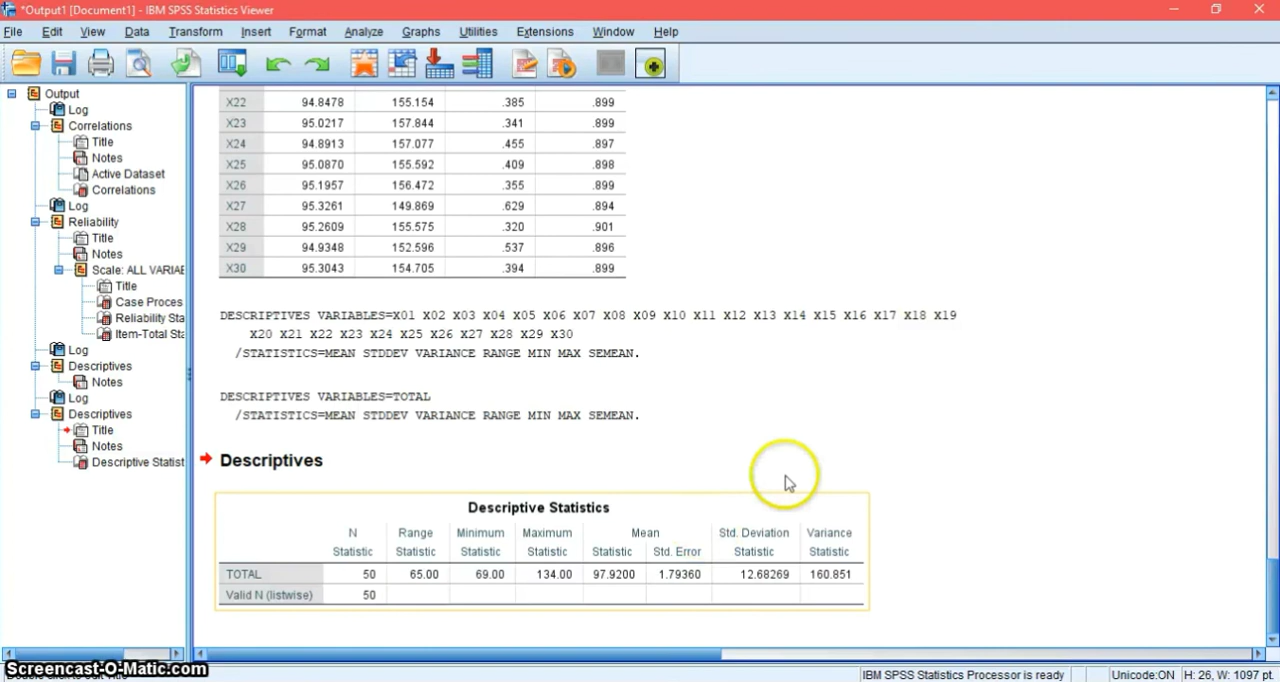 *Output1 [Document1] - IBM SPSS Statistics Viewer
File Edit View Data Transform Insert Format Analyze Graphs Utilities Extensions Window Help
Output
Log
Correlations
Title
Notes
Active Dataset
Correlations
Log
Reliability
Title
Notes
Scale: ALL VARIAB
Title
Case Proces
Reliability Sta
Item-Total Sta
Log
Descriptives
Notes
Log
Descriptives
Title
Notes
Descriptive Statist
X22 94.8478 155.154 .385 .899
X23 95.0217 157.844 .341 .899
X24 94.8913 157.077 .455 .897
X25 95.0870 155.592 .409 .898
X26 95.1957 156.472 .355 .899
X27 95.3261 149.869 .629 .894
X28 95.2609 155.575 .320 .901
X29 94.9348 152.596 .537 .896
X30 95.3043 154.705 .394 .899
DESCRIPTIVES VARIABLES=X01 X02 X03 X04 X05 X06 X07 X08 X09 X10 X11 X12 X13 X14 X15 X16 X17 X18 X19
X20 X21 X22 X23 X24 X25 X26 X27 X28 X29 X30
/STATISTICS=MEAN STDDEV VARIANCE RANGE MIN MAX SEMEAN.
DESCRIPTIVES VARIABLES=TOTAL
/STATISTICS=MEAN STDDEV VARIANCE RANGE MIN MAX SEMEAN.
Descriptives
Descriptive Statistics
N Range Minimum Maximum Mean Std. Deviation Variance
Statistic Statistic Statistic Statistic Statistic Std. Error Statistic Statistic
TOTAL 50 65.00 69.00 134.00 97.9200 1.79360 12.68269 160.851
Valid N (listwise) 50
Screencast-O-Matic.com
IBM SPSS Statistics Processor is ready Unicode:ON H: 26, W: 1097 pt.